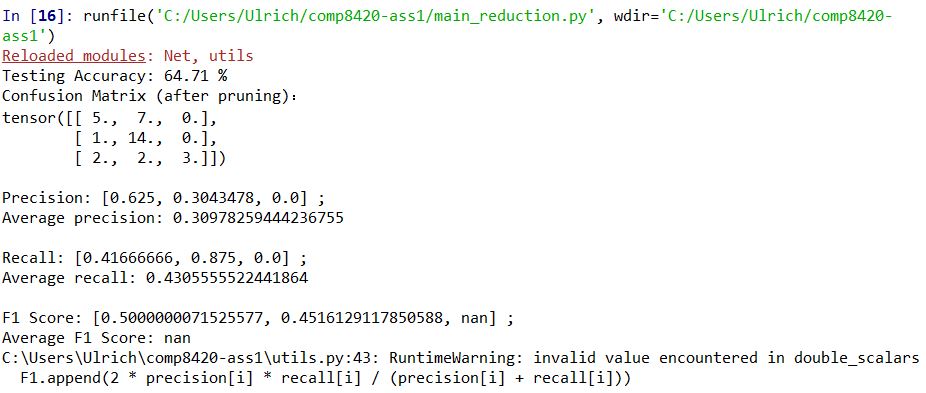 In [16]: runfile('C:/Users/Ulrich/comp8420-ass1/main_reduction.py', wdir='C:/Users/Ulrich/comp8420-
ass1')
Reloaded modules: Net, utils
Testing Accuracy: 64.71 %
Confusion Matrix (after pruning):
tensor([[ 5., 7., 0.],
[ 1., 14., 0.],
[ 2., 2., 3.]])
Precision: [0.625, 0.3043478, 0.0] ;
Average precision: 0.30978259444236755
Recall: [0.41666666, 0.875, 0.0] ;
Average recall: 0.4305555522441864
F1 Score: [0.5000000071525577, 0.4516129117850588, nan] ;
Average F1 Score: nan
C:\Users\Ulrich\comp8420-ass1\utils.py:43: RuntimeWarning: invalid value encountered in double_scalars
F1.append(2 * precision[i] * recall[i] / (precision[i] + recall[i]))